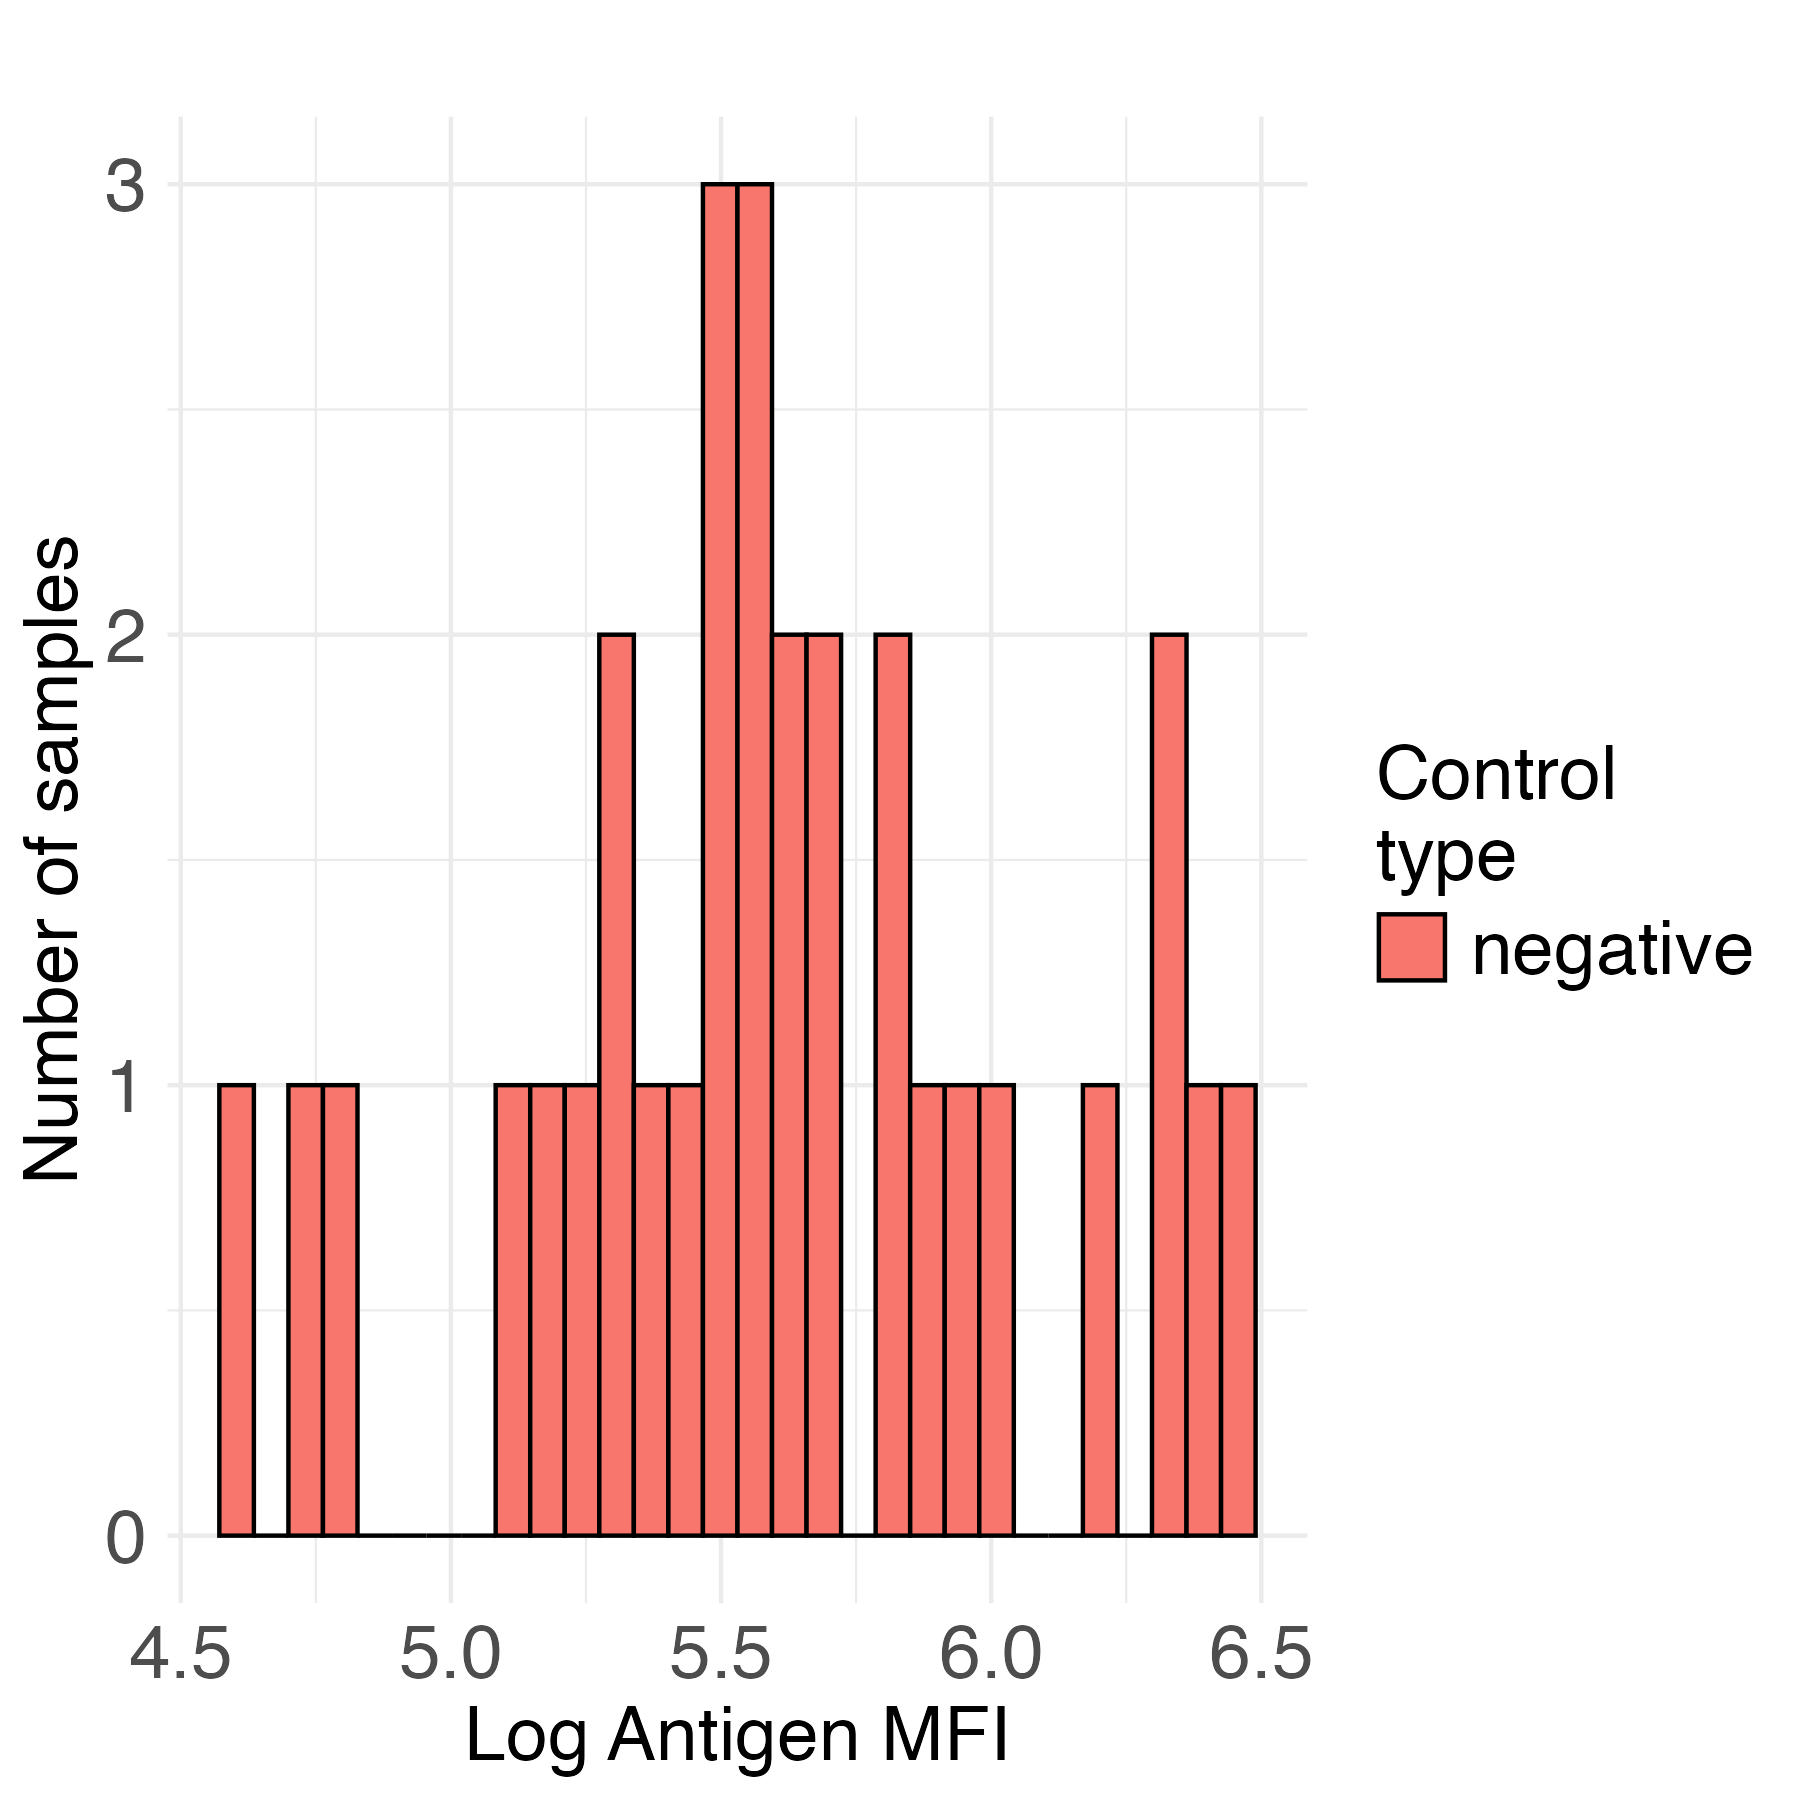 3
2
1
0
Number of samples
4.5 5.0 5.5 6.0 6.5
Log Antigen MFI
Control
type
negative